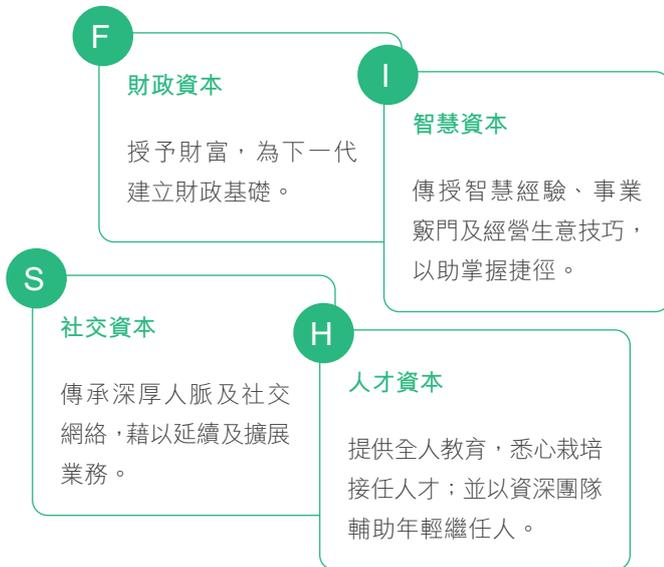 F
財政資本
授予財富，為下一代
建立財政基礎。
I
智慧資本
傳授智慧經驗、事業
竅門及經營生意技巧，
以助掌握捷徑。
S
社交資本
傳承深厚人脈及社交
網絡，藉以延續及擴展
業務。
H
人才資本
提供全人教育，悉心栽培
接任人才；並以資深團隊
輔助年輕繼任人。